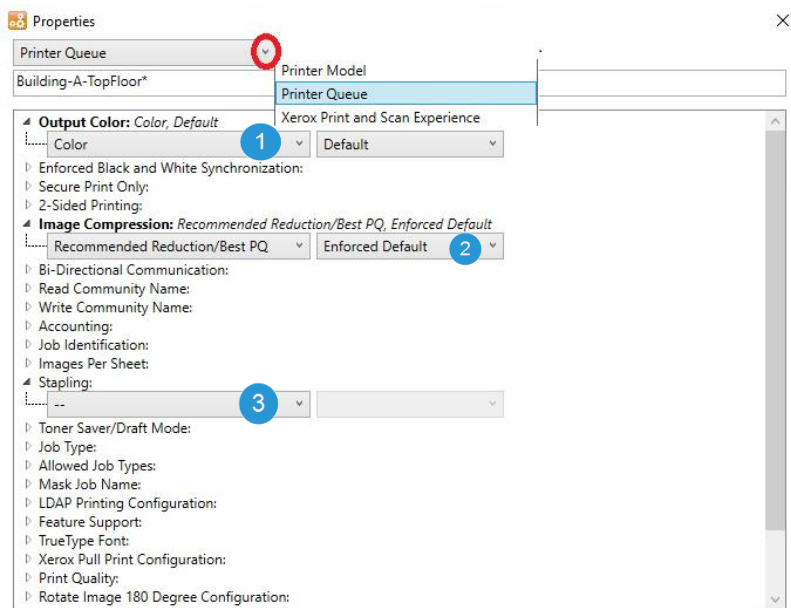 Properties
Printer Queue
Printer Model
Building-A-TopFloor*
Printer Queue
Xerox Print and Scan Experience
Output Color: Color, Default
Color 1 Default
Enforced Black and White Synchronization:
Secure Print Only:
2-Sided Printing:
Image Compression: Recommended Reduction/Best PQ, Enforced Default
Recommended Reduction/Best PQ Enforced Default 2
Bi-Directional Communication:
Read Community Name:
Write Community Name:
Accounting:
Job Identification:
Images Per Sheet:
Stapling:
-- 3
Toner Saver/Draft Mode:
Job Type:
Allowed Job Types:
Mask Job Name:
LDAP Printing Configuration:
Feature Support:
TrueType Font:
Xerox Pull Print Configuration:
Print Quality:
Rotate Image 180 Degree Configuration: